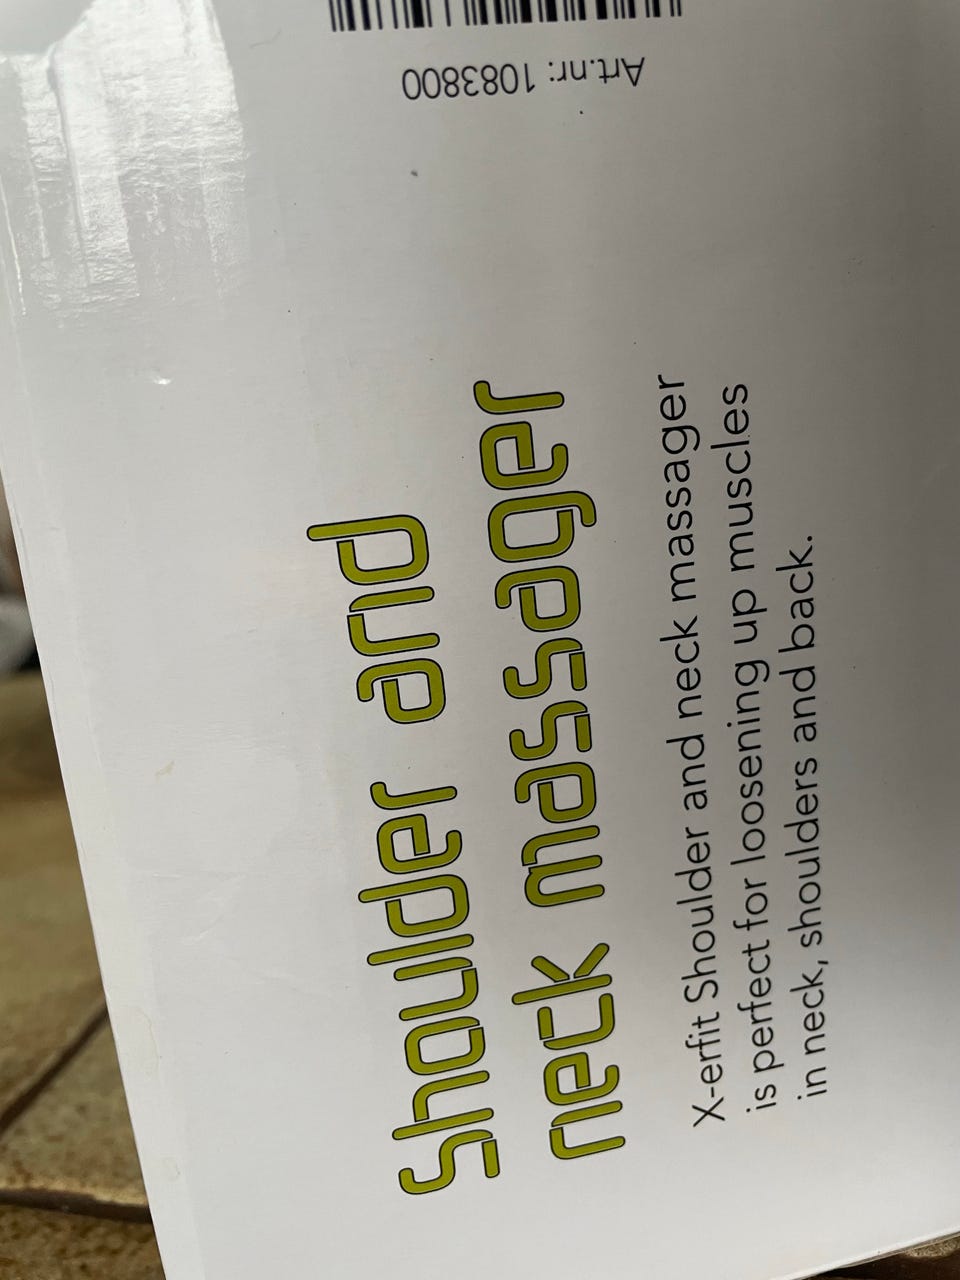 Shoulder and
neck massager
X-erfit Shoulder and neck massager
is perfect for loosening up muscles
in neck, shoulders and back.
Art.nr: 1083800